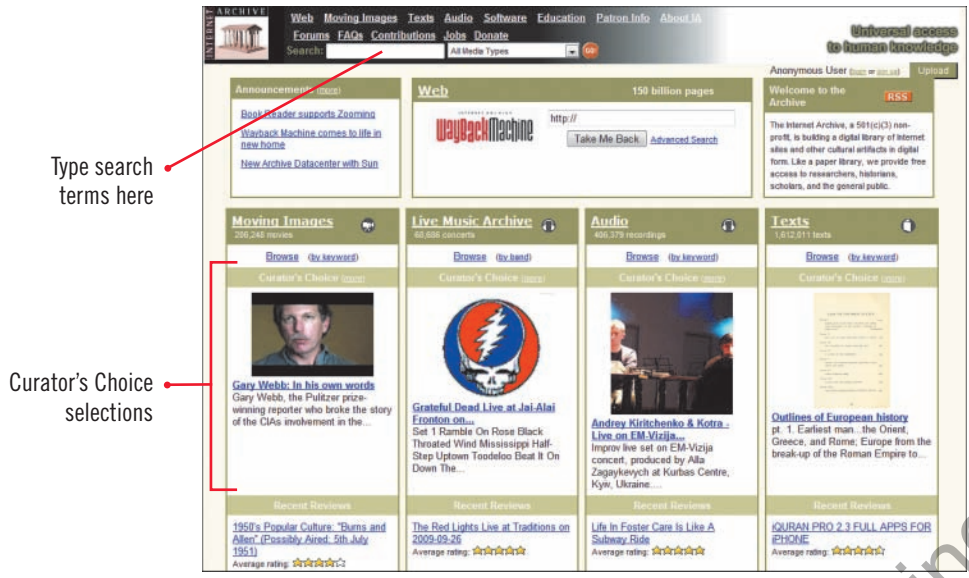 INTERNET
ARCHIVE
Web Moving Images Texts Audio Software Education Patron Info About IA
Forums FAQs Contributions Jobs Donate
Search: All Media Types GO!
Universal access
to human knowledge
Anonymous User (login or join us) Upload
Announcements (more)
Book Reader supports Zooming
Wayback Machine comes to life in
new home
New Archive Datacenter with Sun
Web 150 billion pages
INTERNET ARCHIVE
WayBackMachine
http://
Take Me Back Advanced Search
Welcome to the
Archive
RSS
The Internet Archive, a 501(c)(3) non-
profit, is building a digital library of Internet
sites and other cultural artifacts in digital
form. Like a paper library, we provide free
access to researchers, historians,
scholars, and the general public.
Type search
terms here
Moving Images
movies
Browse (by keyword)
Curator's Choice (more)
Gary Webb: In his own words
Gary Webb, the Pulitzer prize-
winning reporter who broke the story
of the CIAs involvement in the...
Recent Reviews
1950's Popular Culture: "Burns and
Allen" (Possibly Aired: 5th July
1951)
Average rating:
Live Music Archive
concerts
Browse (by band)
Curator's Choice (more)
Grateful Dead Live at Jai-Alai
Fronton on...
Set 1 Ramble On Rose Black
Throated Wind Mississippi Half-
Step Uptown Toodeloo Beat It On
Down The...
Recent Reviews
The Red Lights Live at Traditions on
2009-09-26
Average rating:
Audio
recordings
Browse (by keyword)
Curator's Choice (more)
Andrey Kiritchenko & Kotra -
Live on EM-Vizija...
Improv live set on EM-Vizija
concert, produced by Alla
Zagaykevych at Kurbas Centre,
Kyiv, Ukraine....
Recent Reviews
Life In Foster Care Is Like A
Subway Ride
Average rating:
Texts
1,612,011 texts
Browse (by keyword)
Curator's Choice (more)
Outlines of European history
pt. 1. Earliest man...the Orient,
Greece, and Rome; Europe from the
break-up of the Roman Empire to...
Recent Reviews
iQURAN PRO 2.3 FULL APPS FOR
iPHONE
Average rating:
Curator's Choice
selections